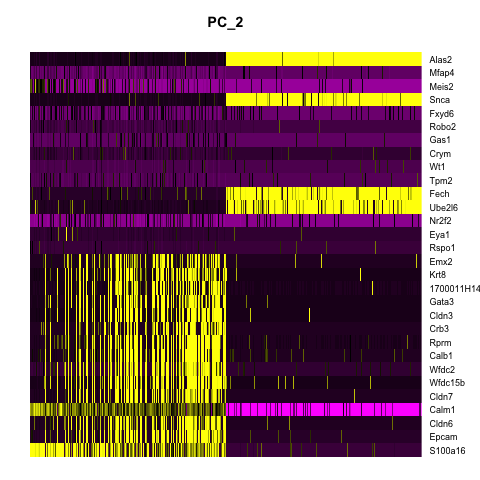 PC_2
Alas2
Mfap4
Meis2
Snca
Fxyd6
Robo2
Gas1
Crym
Wt1
Tpm2
Fech
Ube2l6
Nr2f2
Eya1
Rspo1
Emx2
Krt8
1700011H14
Gata3
Cldn3
Crb3
Rprm
Calb1
Wfdc2
Wfdc15b
Cldn7
Calm1
Cldn6
Epcam
S100a16